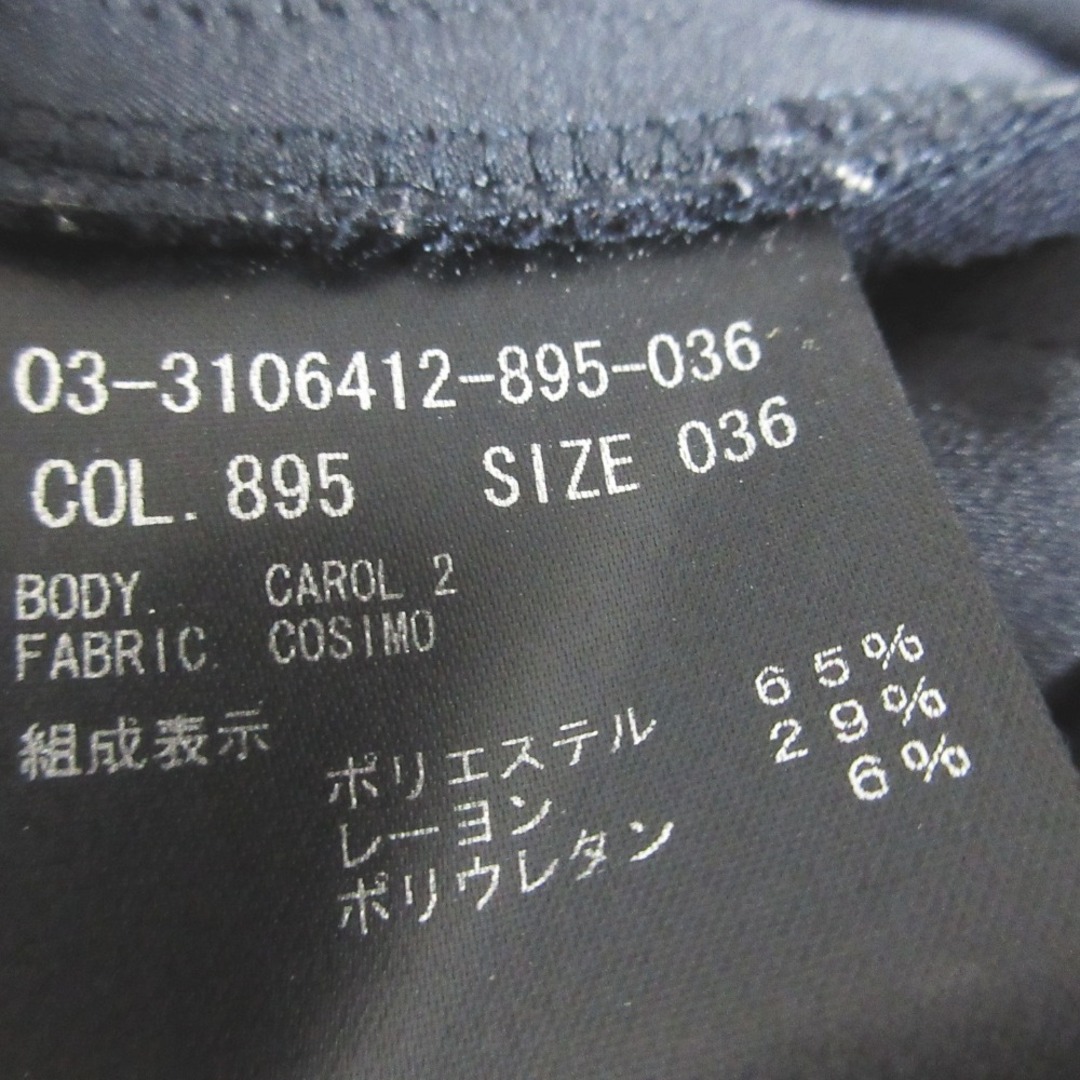 03-3106412-895-036
COL. 895 SIZE 036
BODY. CAROL 2
FABRIC. COSIMO
組成表示
ポリエステル 65%
レーヨン 29%
ポリウレタン 6%